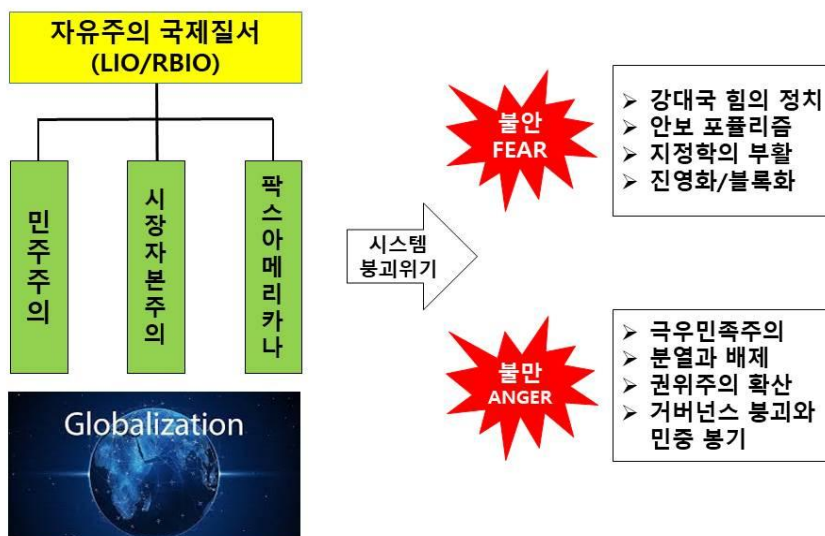 자유주의 국제질서
(LIO/RBIO)
민주주의
시장자본주의
팍스아메리카나
Globalization
시스템
붕괴위기
불안
FEAR
➢ 강대국 힘의 정치
➢ 안보 포퓰리즘
➢ 지정학의 부활
➢ 진영화/블록화
불만
ANGER
➢ 극우민족주의
➢ 분열과 배제
➢ 권위주의 확산
➢ 거버넌스 붕괴와
민중 봉기